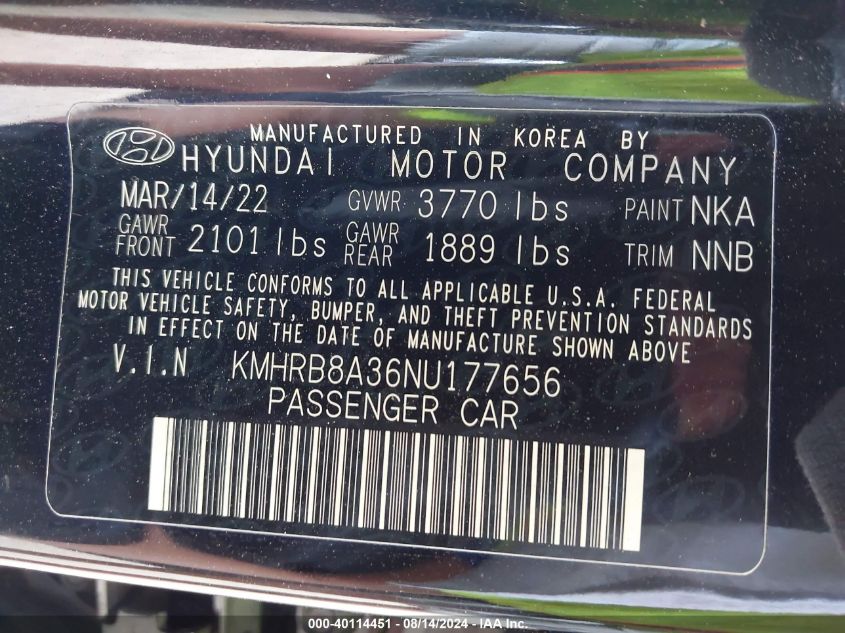 MANUFACTURED IN KOREA BY
HYUNDAI MOTOR COMPANY
MAR/14/22 GVWR 3770 lbs PAINT NKA
GAWR FRONT 2101 lbs GAWR REAR 1889 lbs TRIM NNB
THIS VEHICLE CONFORMS TO ALL APPLICABLE U.S.A. FEDERAL
MOTOR VEHICLE SAFETY, BUMPER, AND THEFT PREVENTION STANDARDS
IN EFFECT ON THE DATE OF MANUFACTURE SHOWN ABOVE
V.I.N KMHRB8A36NU177656
PASSENGER CAR
000-40114451 - 08/14/2024 - IAA Inc.